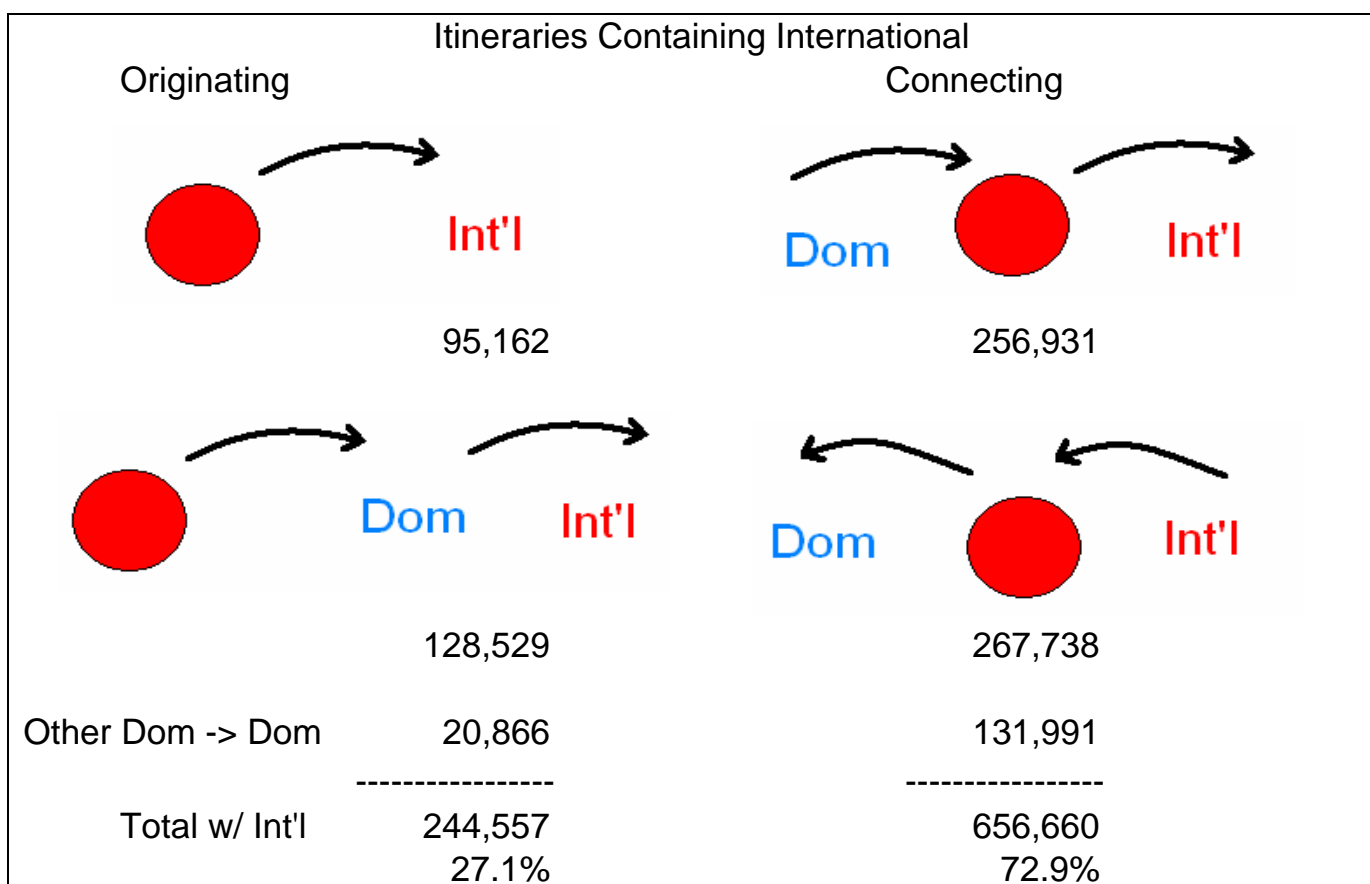 Itineraries Containing International
Originating Connecting
Int'l Dom Int'l
95,162 256,931
Dom Int'l Dom Int'l
128,529 267,738
Other Dom -> Dom 20,866 131,991
----------------- -----------------
Total w/ Int'l 244,557 656,660
27.1% 72.9%